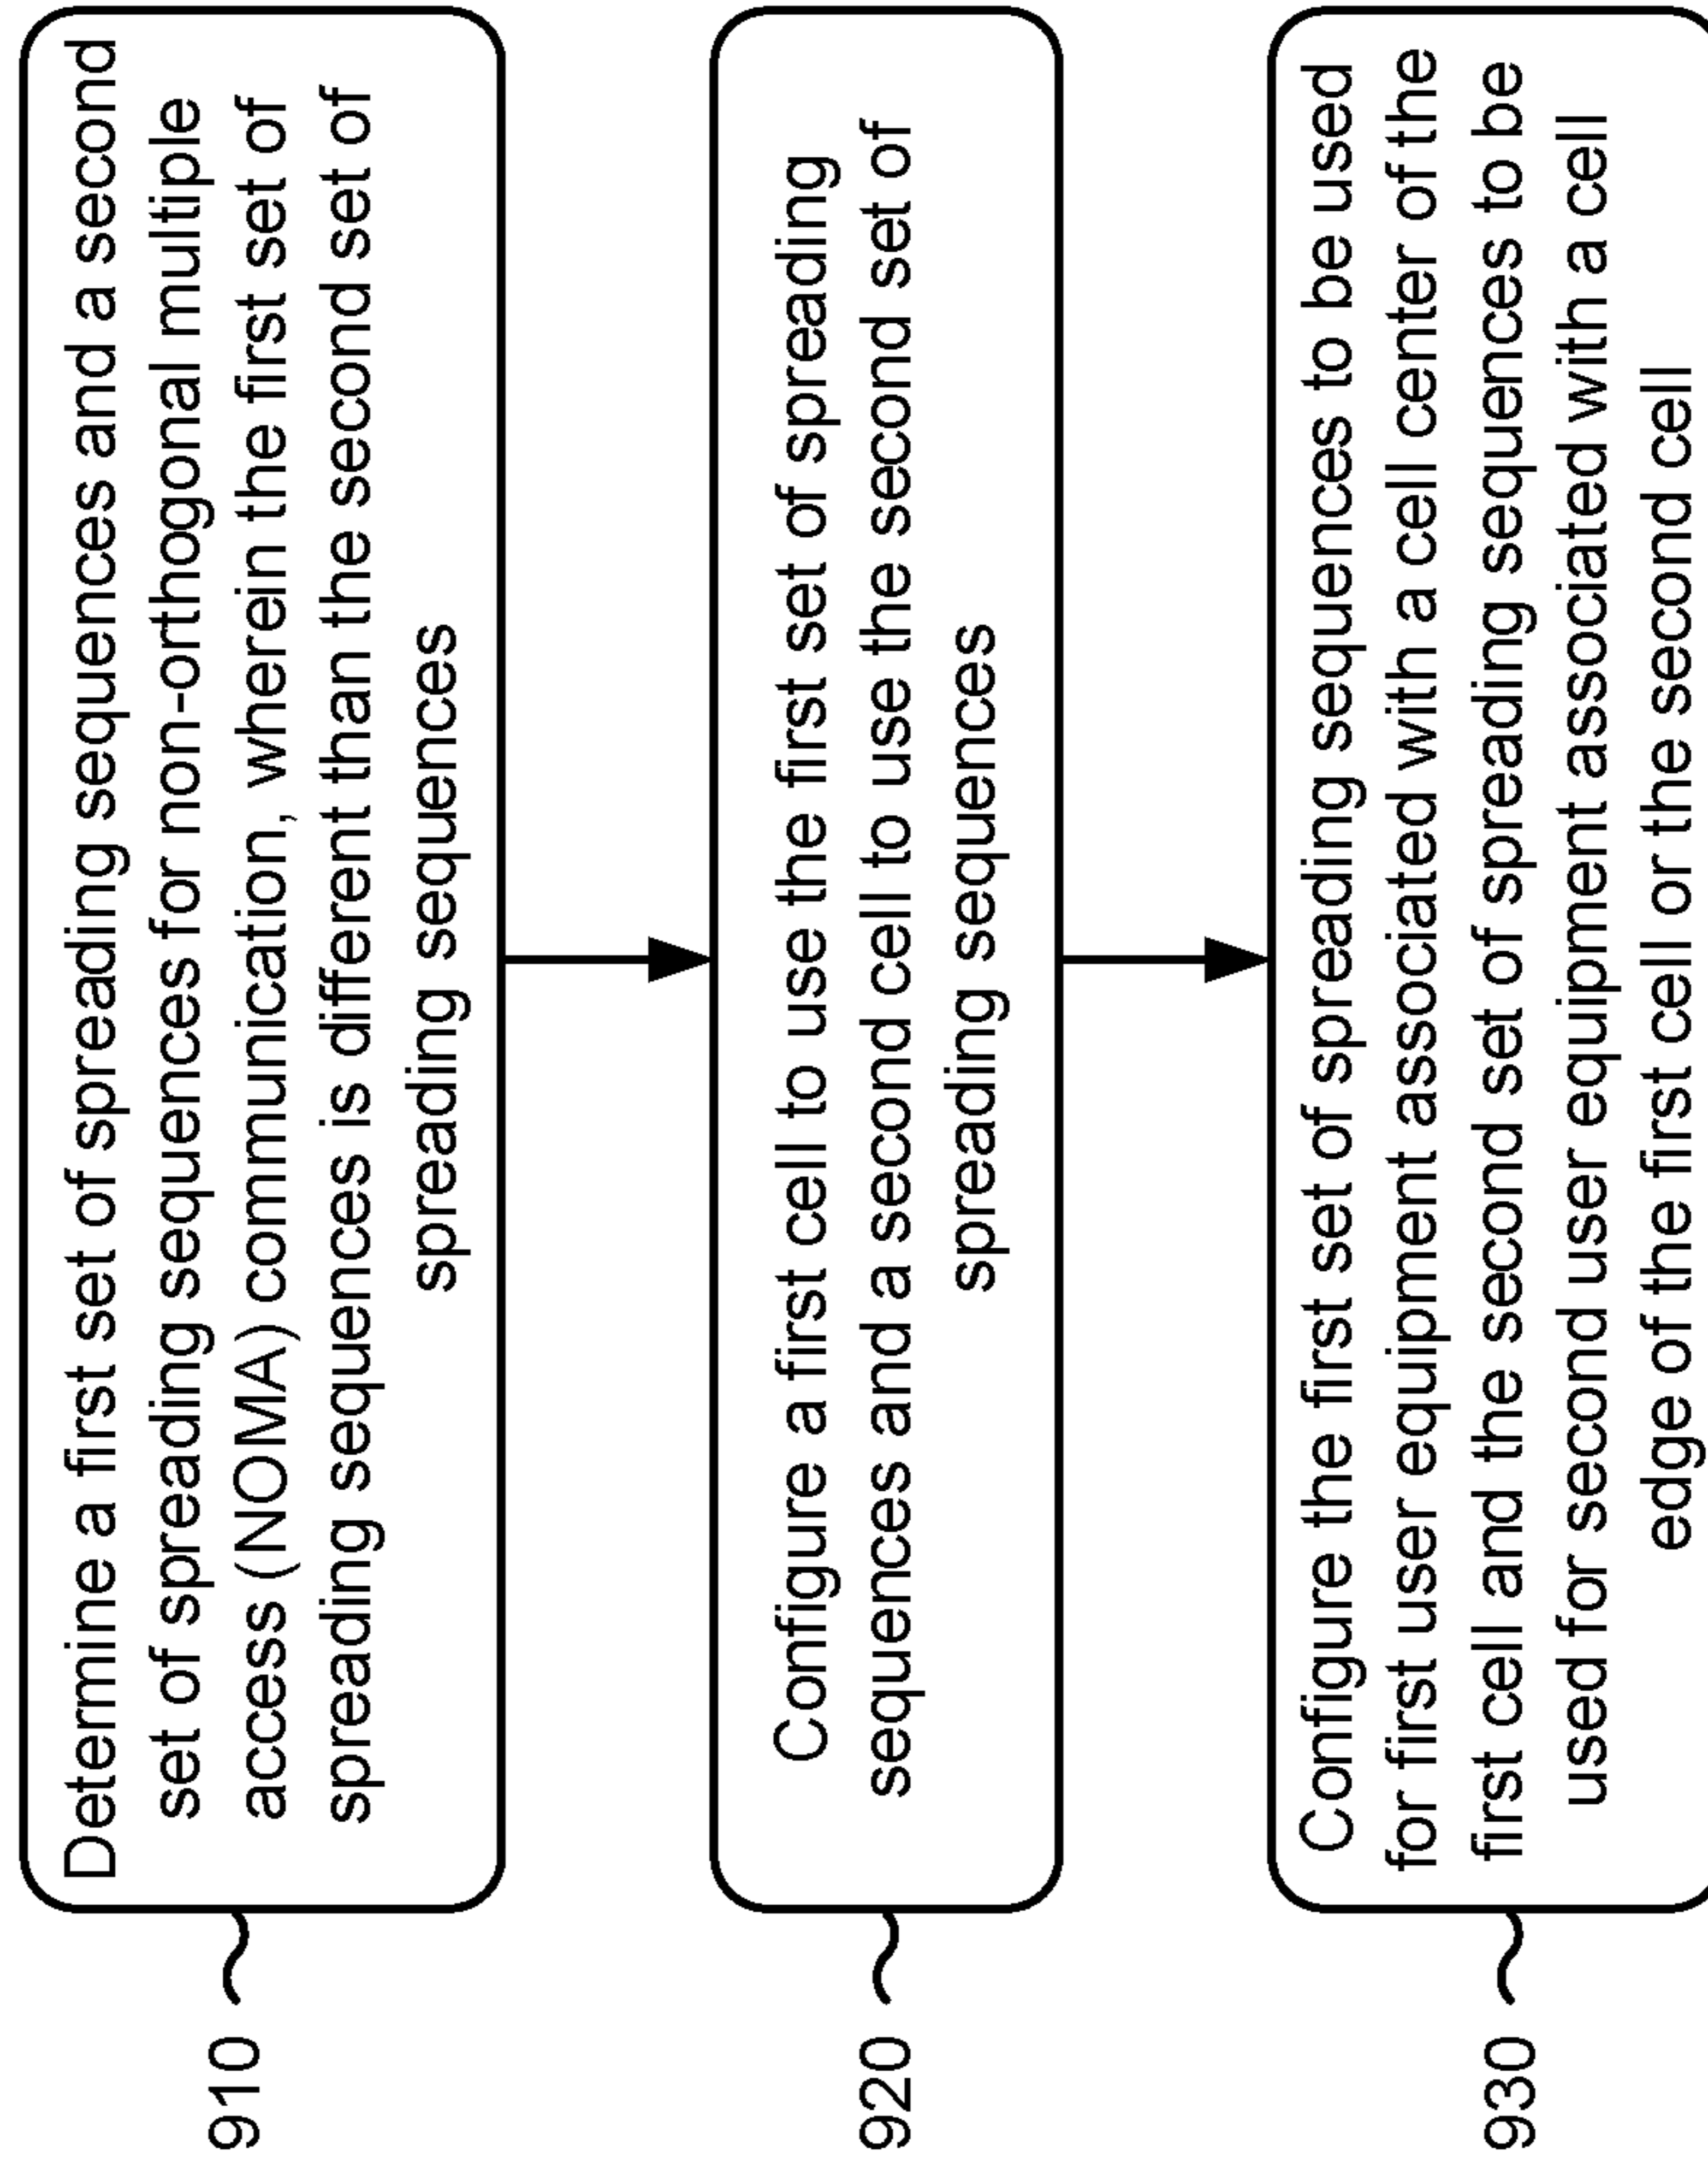 910
Determine a first set of spreading sequences and a second
set of spreading sequences for non-orthogonal multiple
access (NOMA) communication, wherein the first set of
spreading sequences is different than the second set of
spreading sequences
920
Configure a first cell to use the first set of spreading
sequences and a second cell to use the second set of
spreading sequences
930
Configure the first set of spreading sequences to be used
for first user equipment associated with a cell center of the
first cell and the second set of spreading sequences to be
used for second user equipment associated with a cell
edge of the first cell or the second cell